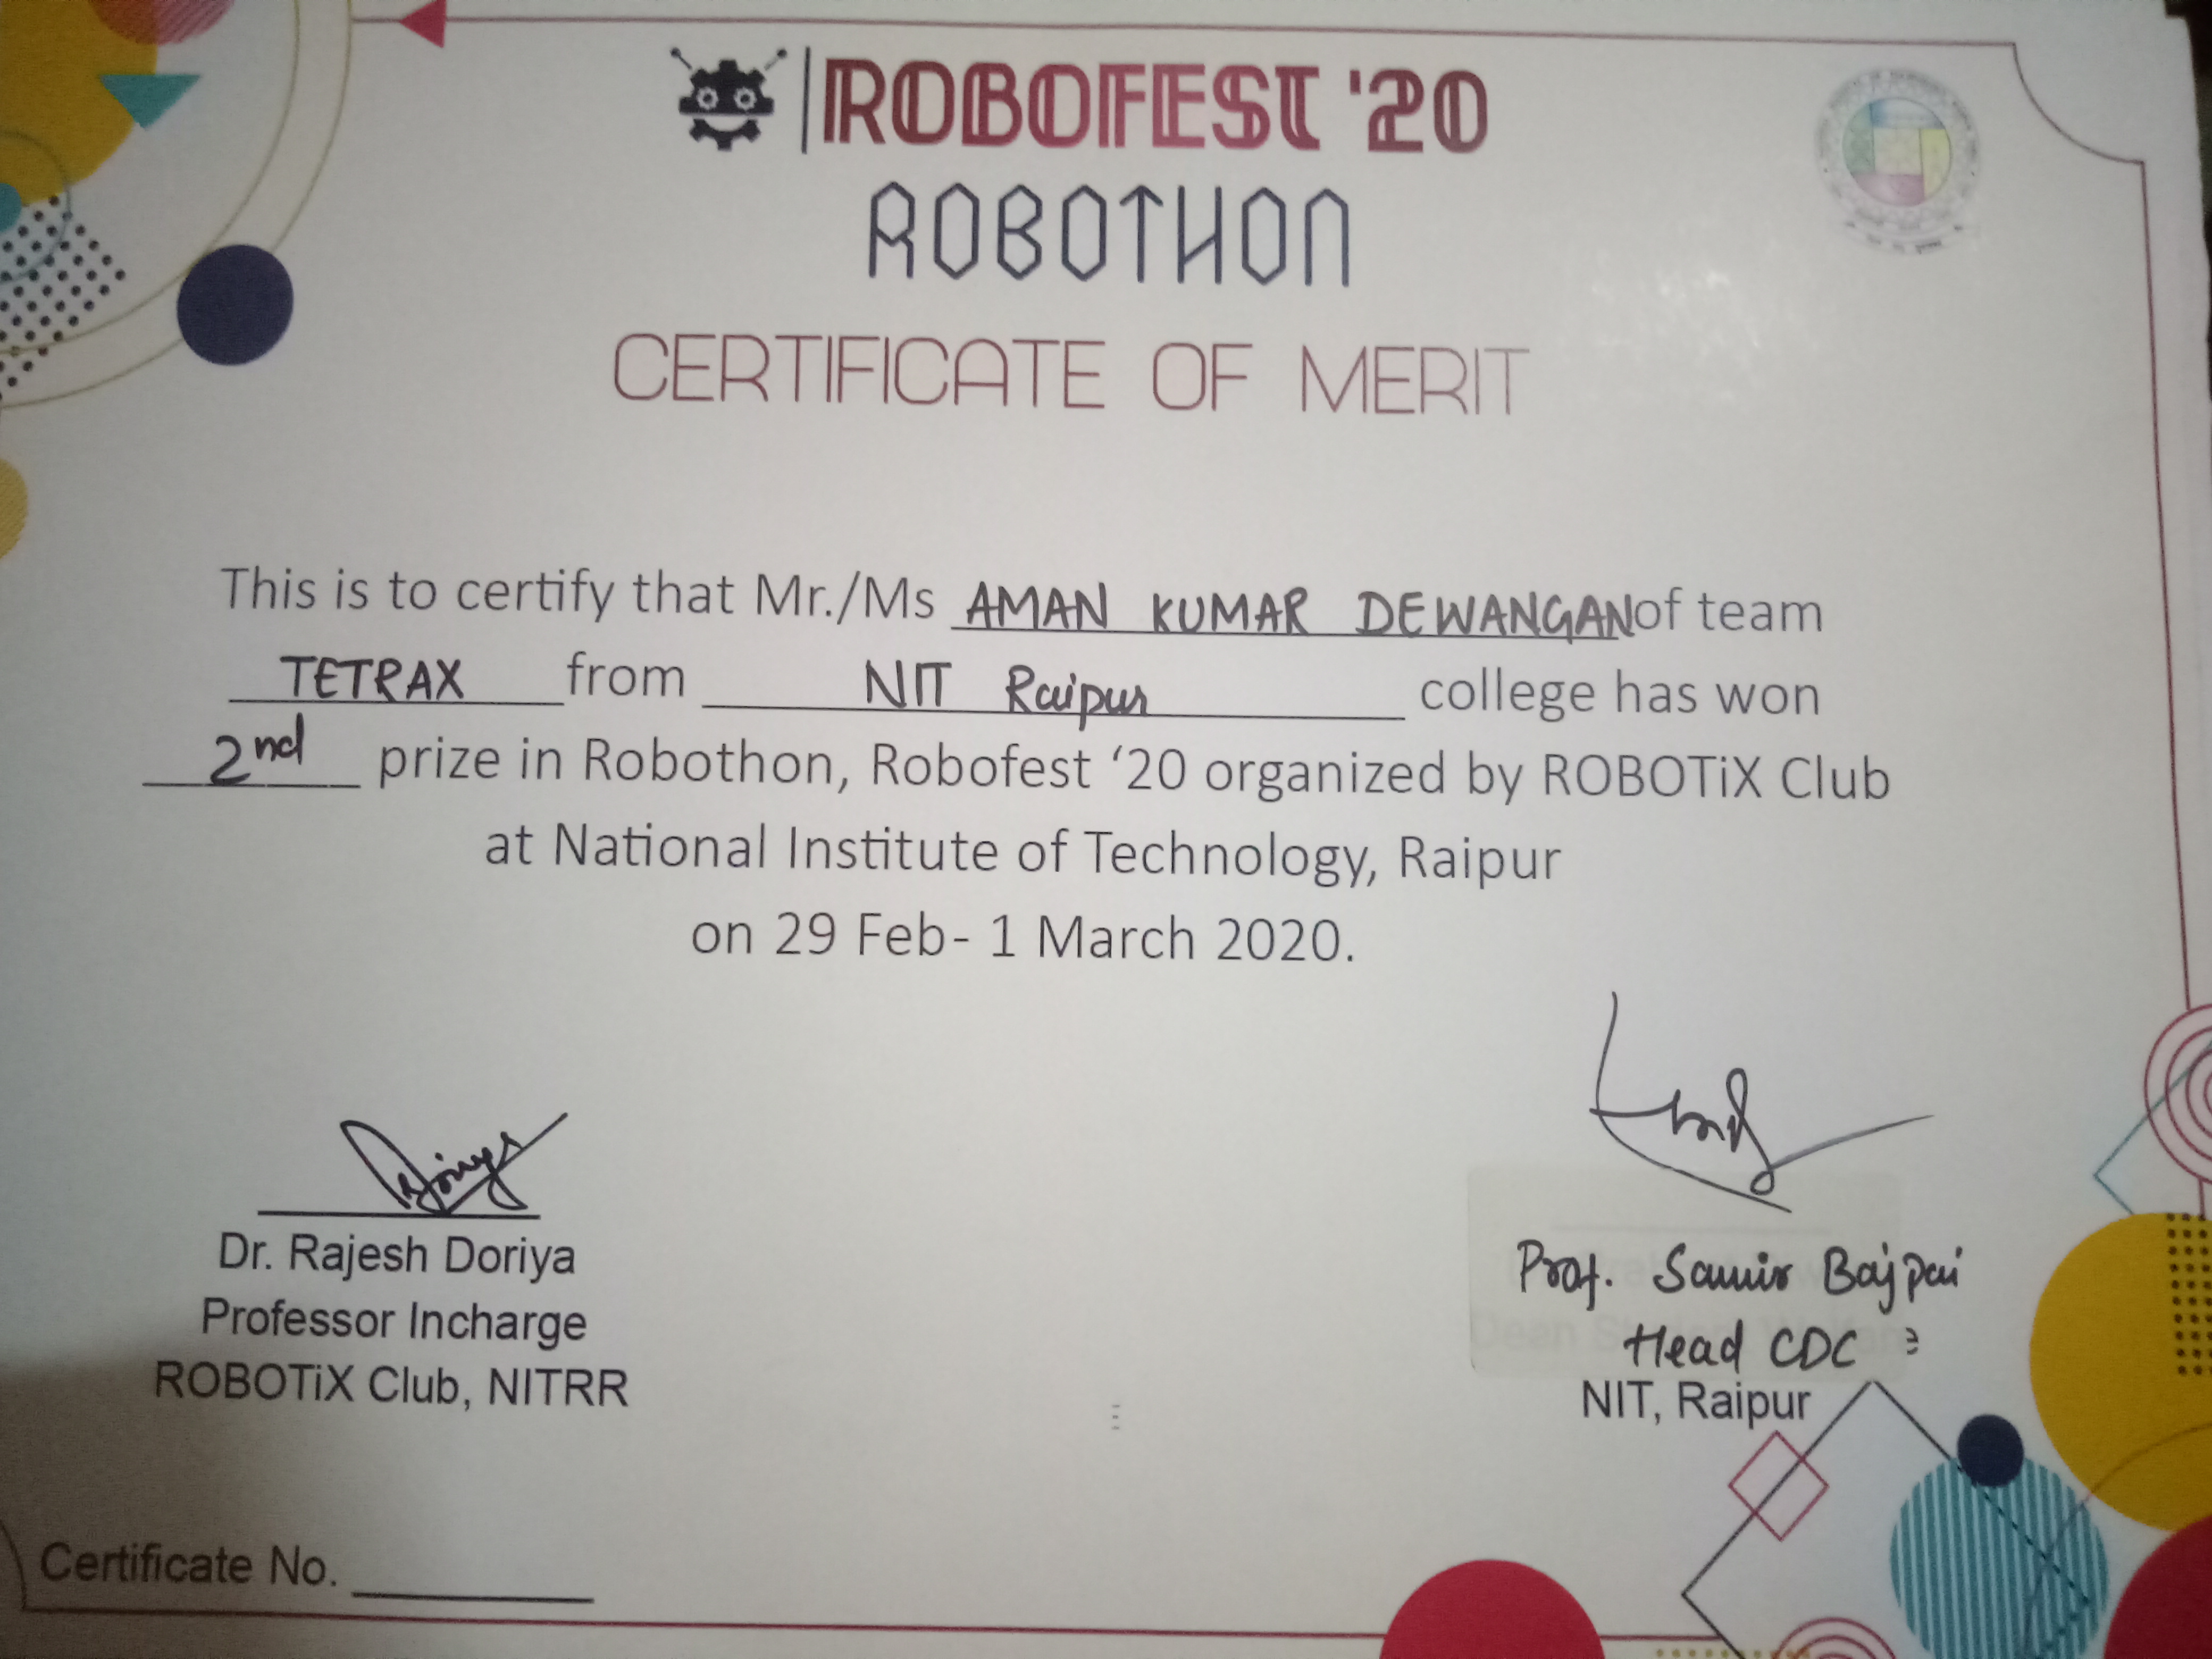 ROBOFEST '20
ROBOTHON
CERTIFICATE OF MERIT
This is to certify that Mr./Ms AMAN KUMAR DEWANGAN of team
TETRAX from NIT Raipur college has won
2nd prize in Robothon, Robofest ‘20 organized by ROBOTiX Club
at National Institute of Technology, Raipur
on 29 Feb- 1 March 2020.
Dr. Rajesh Doriya
Professor Incharge
ROBOTiX Club, NITRR
Prof. Samir Bajpai
Head CDC
NIT, Raipur
Certificate No.